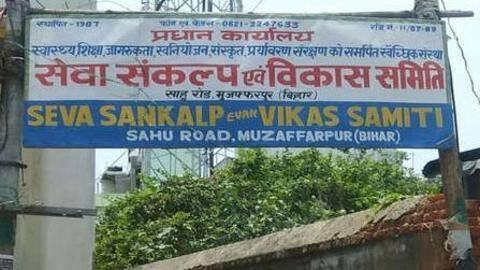 स्थापित - 1987 फोन एवं फैक्स :- 0621-2247633 रजि नं.- 11/87-88
प्रधान कार्यालय
स्वास्थ्य शिक्षा, जागरुकता, स्वनियोजन, संस्कृत, पर्यावरण संरक्षण को समर्पित स्वैच्छिक संस्था
सेवा संकल्प एवं विकास समिति
साहु रोड, मुजफ्फरपुर (बिहार)
SEVA SANKALP EVAN VIKAS SAMITI
SAHU ROAD, MUZAFFARPUR (BIHAR)